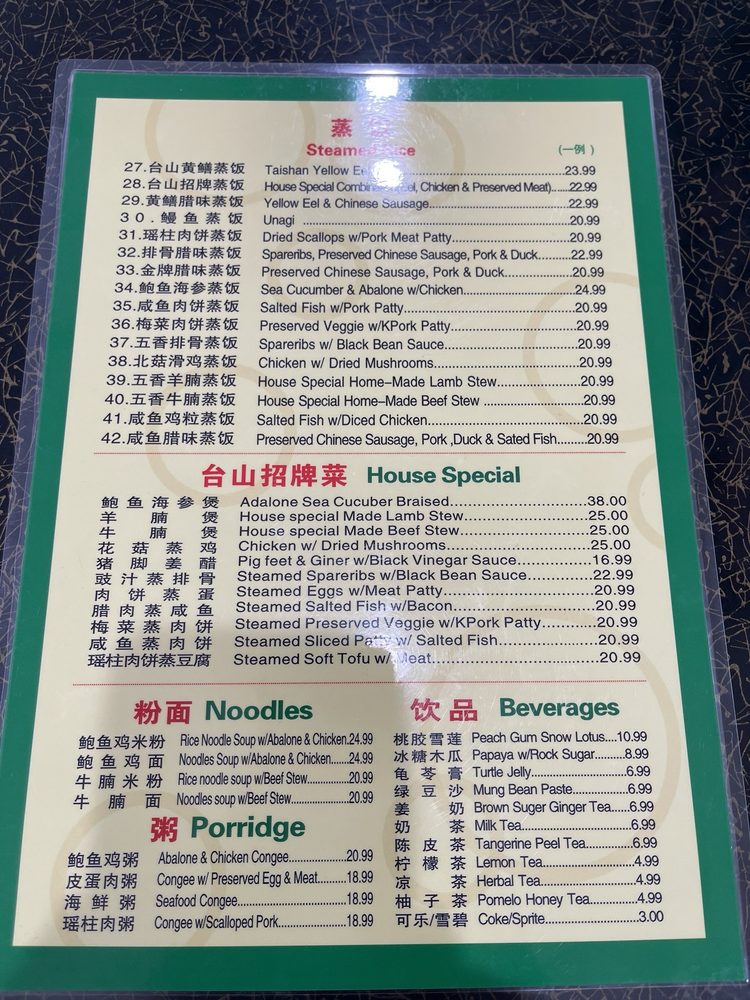 蒸
Steamed Rice
(一例)
27.台山黄鳝蒸饭 Taishan Yellow Eel.....23.99
28.台山招牌蒸饭 House Special Combination(Eel, Chicken & Preserved Meat).....22.99
29.黄鳝腊味蒸饭 Yellow Eel & Chinese Sausage.....22.99
30.鳗鱼蒸饭 Unagi .....20.99
31.瑶柱肉饼蒸饭 Dried Scallops w/Pork Meat Patty.....20.99
32.排骨腊味蒸饭 Spareribs, Preserved Chinese Sausage, Pork & Duck.....22.99
33.金牌腊味蒸饭 Preserved Chinese Sausage, Pork & Duck.....20.99
34.鲍鱼海参蒸饭 Sea Cucumber & Abalone w/Chicken.....24.99
35.咸鱼肉饼蒸饭 Salted Fish w/Pork Patty.....20.99
36.梅菜肉饼蒸饭 Preserved Veggie w/KPork Patty.....20.99
37.五香排骨蒸饭 Spareribs w/ Black Bean Sauce.....20.99
38.北菇滑鸡蒸饭 Chicken w/ Dried Mushrooms.....20.99
39.五香羊腩蒸饭 House Special Home-Made Lamb Stew.....20.99
40.五香牛腩蒸饭 House Special Home-Made Beef Stew .....20.99
41.咸鱼鸡粒蒸饭 Salted Fish w/Diced Chicken.....20.99
42.咸鱼腊味蒸饭 Preserved Chinese Sausage, Pork ,Duck & Sated Fish.....20.99
台山招牌菜 House Special
鲍鱼海参煲 Adalone Sea Cucuber Braised.....38.00
羊腩煲 House special Made Lamb Stew.....25.00
牛腩煲 House special Made Beef Stew.....25.00
花菇蒸鸡 Chicken w/ Dried Mushrooms.....25.00
猪脚姜醋 Pig feet & Giner w/Black Vinegar Sauce.....16.99
豉汁蒸排骨 Steamed Spareribs w/Black Bean Sauce.....22.99
肉饼蒸蛋 Steamed Eggs w/Meat Patty.....20.99
腊肉蒸咸鱼 Steamed Salted Fish w/Bacon.....20.99
梅菜蒸肉饼 Steamed Preserved Veggie w/KPork Patty.....20.99
咸鱼蒸肉饼 Steamed Sliced Patty w/ Salted Fish.....20.99
瑶柱肉饼蒸豆腐 Steamed Soft Tofu w/ Meat.....20.99
粉面 Noodles
鲍鱼鸡米粉 Rice Noodle Soup w/Abalone & Chicken.24.99
鲍鱼鸡面 Noodles Soup w/Abalone & Chicken.....24.99
牛腩米粉 Rice noodle soup w/Beef Stew.....20.99
牛腩面 Noodles soup w/Beef Stew.....20.99
粥 Porridge
鲍鱼鸡粥 Abalone & Chicken Congee.....20.99
皮蛋肉粥 Congee w/ Preserved Egg & Meat.....18.99
海鲜粥 Seafood Congee.....18.99
瑶柱肉粥 Congee w/Scalloped Pork.....18.99
饮品 Beverages
桃胶雪莲 Peach Gum Snow Lotus....10.99
冰糖木瓜 Papaya w/Rock Sugar.....8.99
龟苓膏 Turtle Jelly.....6.99
绿豆沙 Mung Bean Paste.....6.99
姜奶 Brown Suger Ginger Tea.....6.99
奶茶 Milk Tea.....6.99
陈皮茶 Tangerine Peel Tea.....6.99
柠檬茶 Lemon Tea.....4.99
凉茶 Herbal Tea.....4.99
柚子茶 Pomelo Honey Tea.....4.99
可乐/雪碧 Coke/Sprite.....3.00